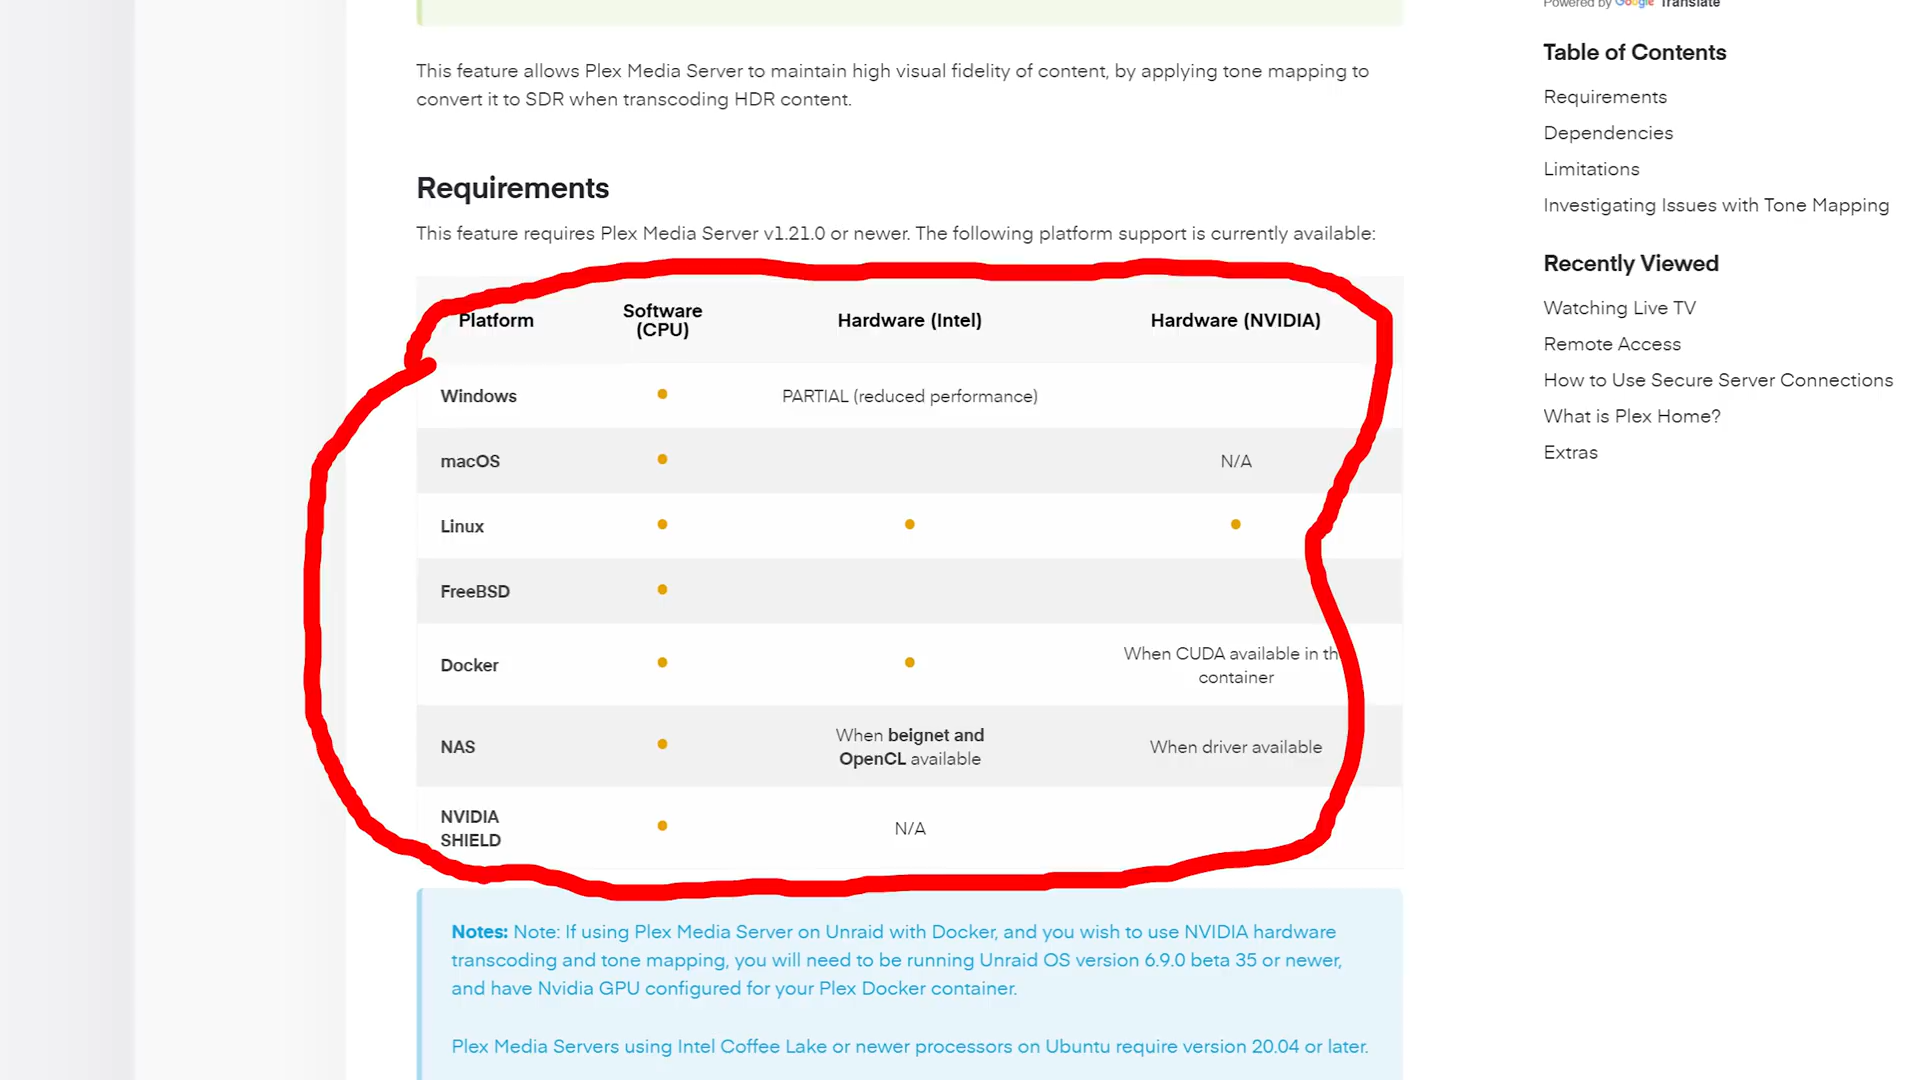 Powered by Google Translate
This feature allows Plex Media Server to maintain high visual fidelity of content, by applying tone mapping to
convert it to SDR when transcoding HDR content.
Requirements
This feature requires Plex Media Server v1.21.0 or newer. The following platform support is currently available:
Platform Software (CPU) Hardware (Intel) Hardware (NVIDIA)
Windows • PARTIAL (reduced performance)
macOS • N/A
Linux • • •
FreeBSD •
Docker • • When CUDA available in th
container
NAS • When beignet and
OpenCL available When driver available
NVIDIA
SHIELD • N/A
Notes: Note: If using Plex Media Server on Unraid with Docker, and you wish to use NVIDIA hardware
transcoding and tone mapping, you will need to be running Unraid OS version 6.9.0 beta 35 or newer,
and have Nvidia GPU configured for your Plex Docker container.
Plex Media Servers using Intel Coffee Lake or newer processors on Ubuntu require version 20.04 or later.
Table of Contents
Requirements
Dependencies
Limitations
Investigating Issues with Tone Mapping
Recently Viewed
Watching Live TV
Remote Access
How to Use Secure Server Connections
What is Plex Home?
Extras